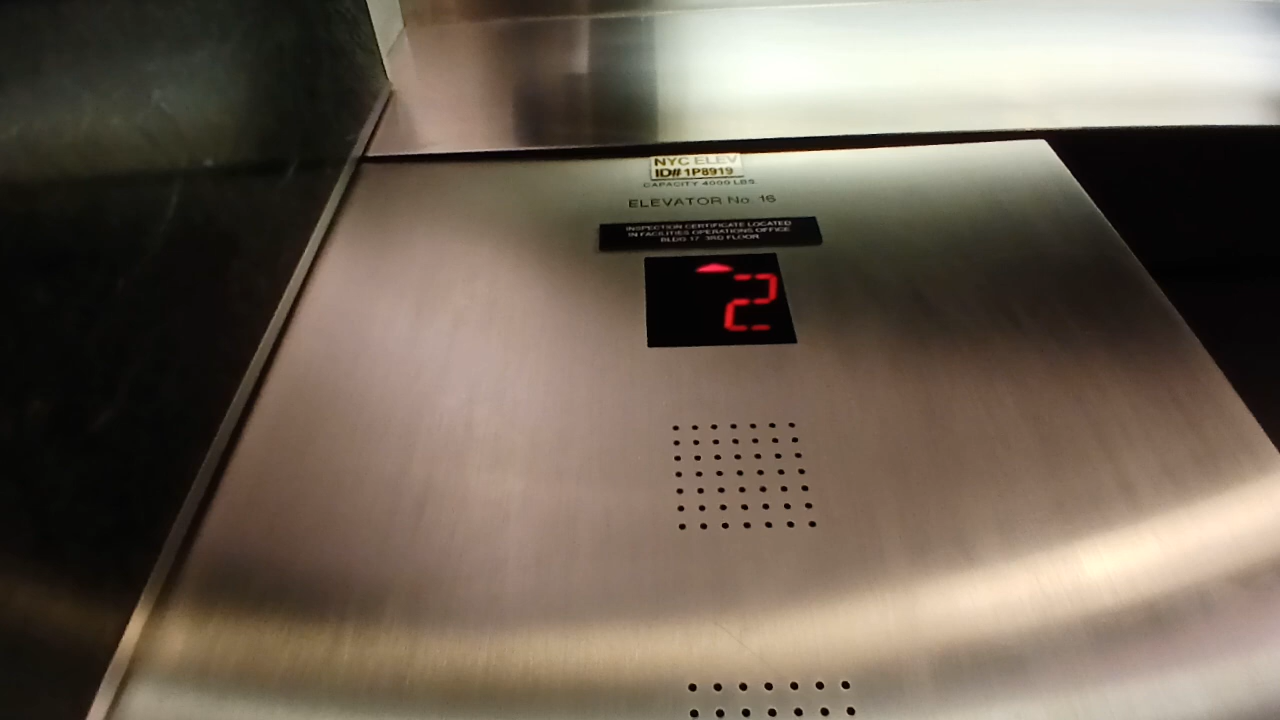 NYC ELEV
ID# 1P8919
CAPACITY 4000 LBS.
ELEVATOR No. 16
INSPECTION CERTIFICATE LOCATED
IN FACILITIES OPERATIONS OFFICE
BLDG 17 3RD FLOOR
2